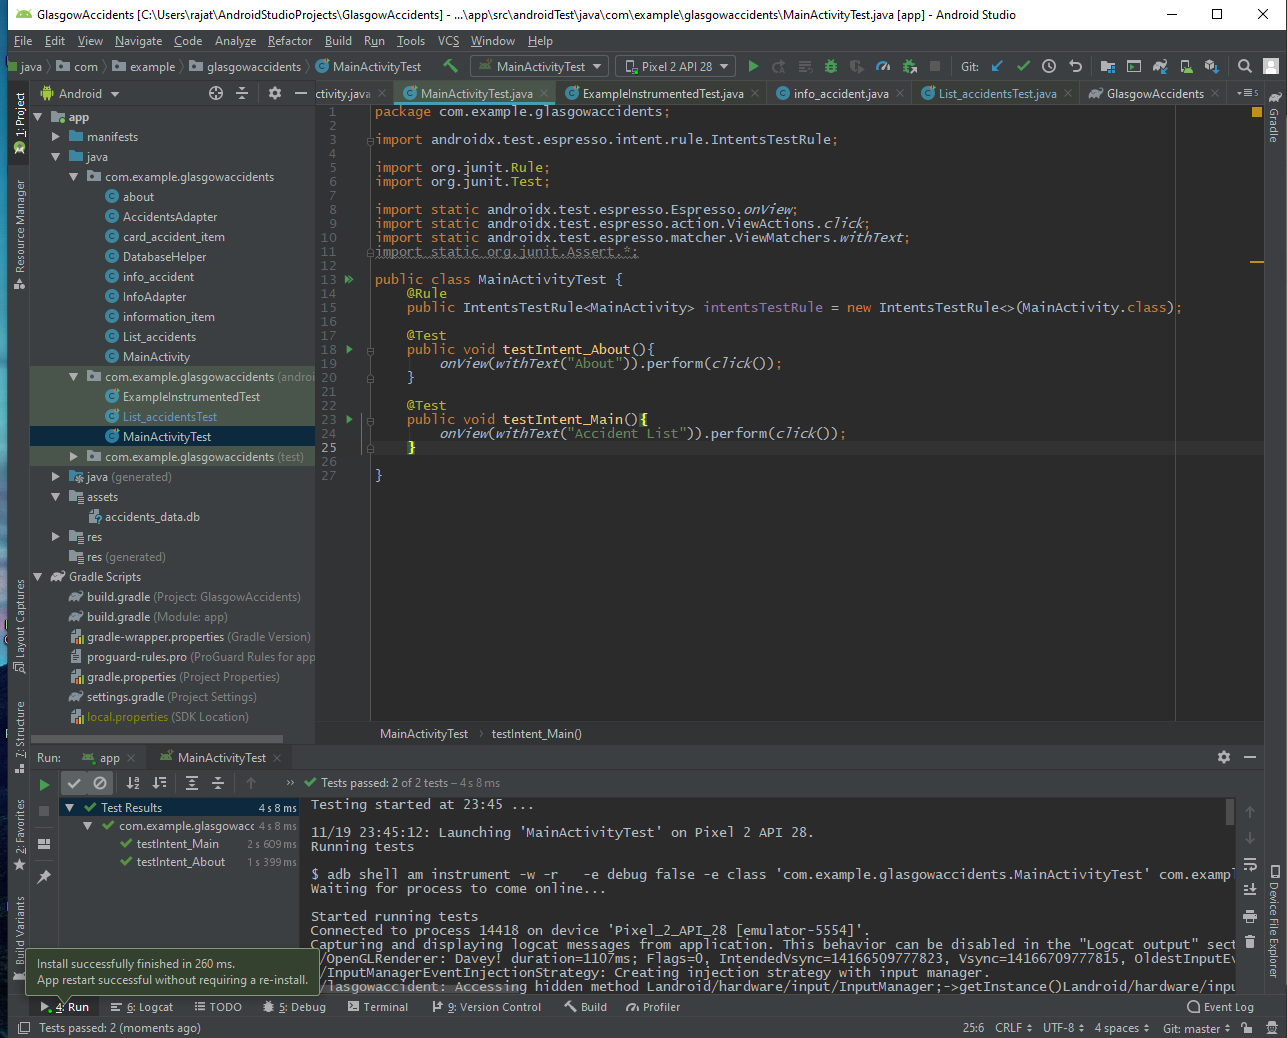 GlasgowAccidents [C:\Users\rajat\AndroidStudioProjects\GlasgowAccidents] - ...\app\src\androidTest\java\com\example\glasgowaccidents\MainActivityTest.java [app] - Android Studio
File Edit View Navigate Code Analyze Refactor Build Run Tools VCS Window Help
java com example glasgowaccidents MainActivityTest MainActivityTest Pixel 2 API 28 Git:
Android
ctivity.java MainActivityTest.java ExampleInstrumentedTest.java info_accident.java List_accidentsTest.java GlasgowAccidents
1: Project
Resource Manager
Layout Captures
7: Structure
2: Favorites
Build Variants
app
manifests
java
com.example.glasgowaccidents
about
AccidentsAdapter
card_accident_item
DatabaseHelper
info_accident
InfoAdapter
information_item
List_accidents
MainActivity
com.example.glasgowaccidents (androi
ExampleInstrumentedTest
List_accidentsTest
MainActivityTest
com.example.glasgowaccidents (test)
java (generated)
assets
accidents_data.db
res
res (generated)
Gradle Scripts
build.gradle (Project: GlasgowAccidents)
build.gradle (Module: app)
gradle-wrapper.properties (Gradle Version)
proguard-rules.pro (ProGuard Rules for app
gradle.properties (Project Properties)
settings.gradle (Project Settings)
local.properties (SDK Location)
1 package com.example.glasgowaccidents;
2
3 import androidx.test.espresso.intent.rule.IntentsTestRule;
4
5 import org.junit.Rule;
6 import org.junit.Test;
7
8 import static androidx.test.espresso.Espresso.onView;
9 import static androidx.test.espresso.action.ViewActions.click;
10 import static androidx.test.espresso.matcher.ViewMatchers.withText;
11 import static org.junit.Assert.*;
12
13 public class MainActivityTest {
14 @Rule
15 public IntentsTestRule<MainActivity> intentsTestRule = new IntentsTestRule<>(MainActivity.class);
16
17 @Test
18 public void testIntent_About(){
19 onView(withText("About")).perform(click());
20 }
21
22 @Test
23 public void testIntent_Main(){
24 onView(withText("Accident List")).perform(click());
25 }
26
27 }
Gradle
Device File Explorer
MainActivityTest testIntent_Main()
Run: app MainActivityTest
Tests passed: 2 of 2 tests – 4 s 8 ms
Test Results 4 s 8 ms
com.example.glasgowacc 4 s 8 ms
testIntent_Main 2 s 609 ms
testIntent_About 1 s 399 ms
Testing started at 23:45 ...
11/19 23:45:12: Launching 'MainActivityTest' on Pixel 2 API 28.
Running tests
$ adb shell am instrument -w -r -e debug false -e class 'com.example.glasgowaccidents.MainActivityTest' com.examp
Waiting for process to come online...
Started running tests
Connected to process 14418 on device 'Pixel_2_API_28 [emulator-5554]'.
Capturing and displaying logcat messages from application. This behavior can be disabled in the "Logcat output" sect
/OpenGLRenderer: Davey! duration=1107ms; Flags=0, IntendedVsync=14166509777823, Vsync=14166709777815, OldestInputEv
/InputManagerEventInjectionStrategy: Creating injection strategy with input manager.
/lasgowaccident: Accessing hidden method Landroid/hardware/input/InputManager;->getInstance()Landroid/hardware/inpu
Install successfully finished in 260 ms.
App restart successful without requiring a re-install.
4: Run 6: Logcat TODO 5: Debug Terminal 9: Version Control Build Profiler Event Log
Tests passed: 2 (moments ago) 25:6 CRLF UTF-8 4 spaces Git: master